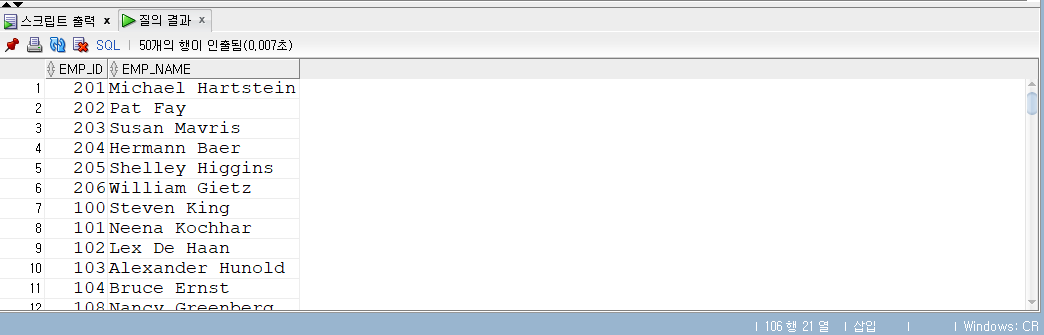 스크립트 출력 x 질의 결과 x
SQL | 50개의 행이 인출됨(0,007초)
EMP_ID EMP_NAME
1 201 Michael Hartstein
2 202 Pat Fay
3 203 Susan Mavris
4 204 Hermann Baer
5 205 Shelley Higgins
6 206 William Gietz
7 100 Steven King
8 101 Neena Kochhar
9 102 Lex De Haan
10 103 Alexander Hunold
11 104 Bruce Ernst
12 108 Nancy Greenberg
106 행 21 열 | 삽입 | | Windows: CR